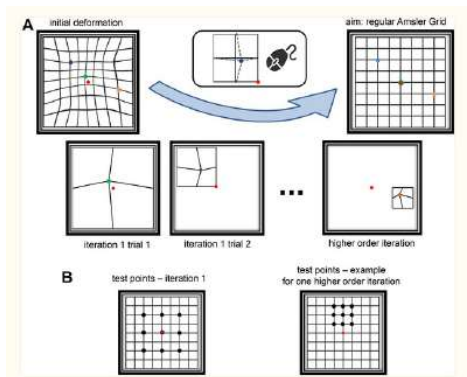 A
initial deformation
aim: regular Amsler Grid
iteration 1 trial 1
iteration 1 trial 2
...
higher order iteration
B
test points – iteration 1
test points – example
for one higher order iteration